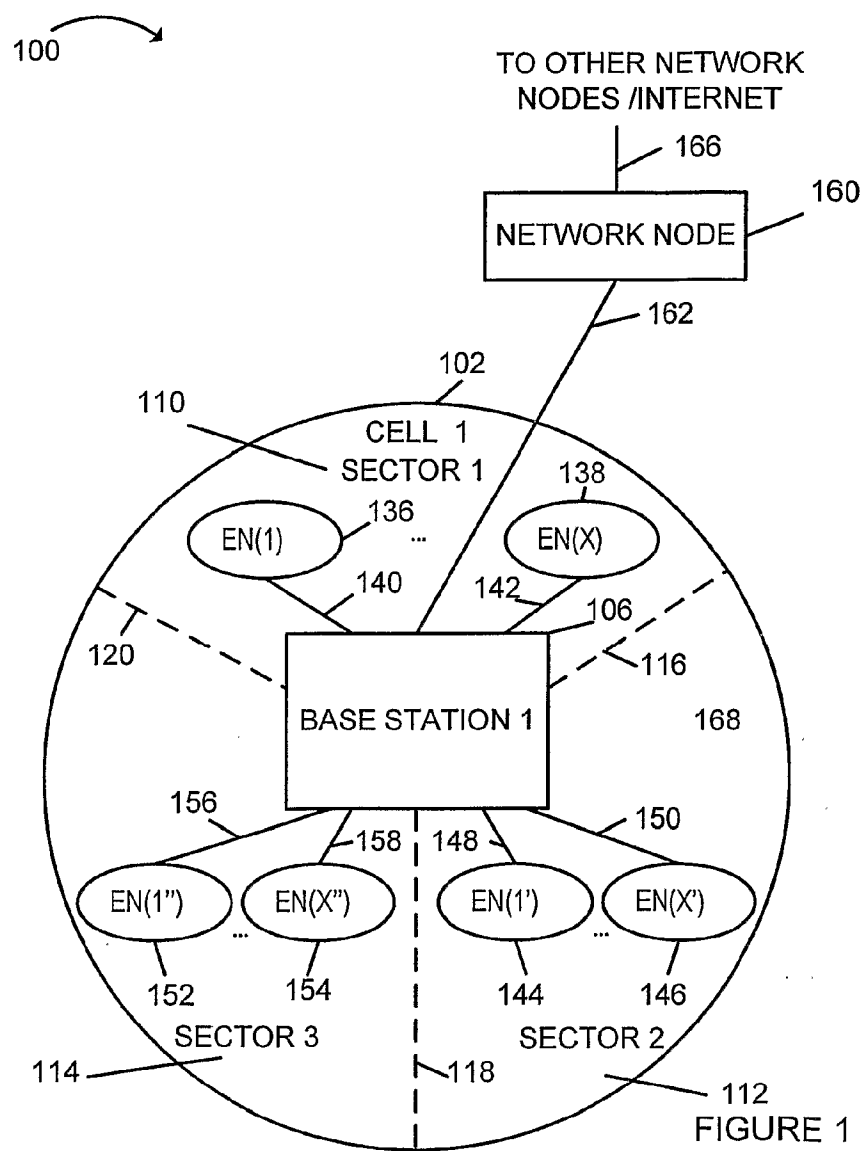 100
TO OTHER NETWORK
NODES /INTERNET
166
160
NETWORK NODE
162
102
110
CELL 1
SECTOR 1
138
136
EN(1)
...
EN(X)
140
142
106
120
116
BASE STATION 1
168
156
158
148
150
EN(1")
...
EN(X")
EN(1')
...
EN(X')
152
154
144
146
SECTOR 3
SECTOR 2
114
118
112
FIGURE 1